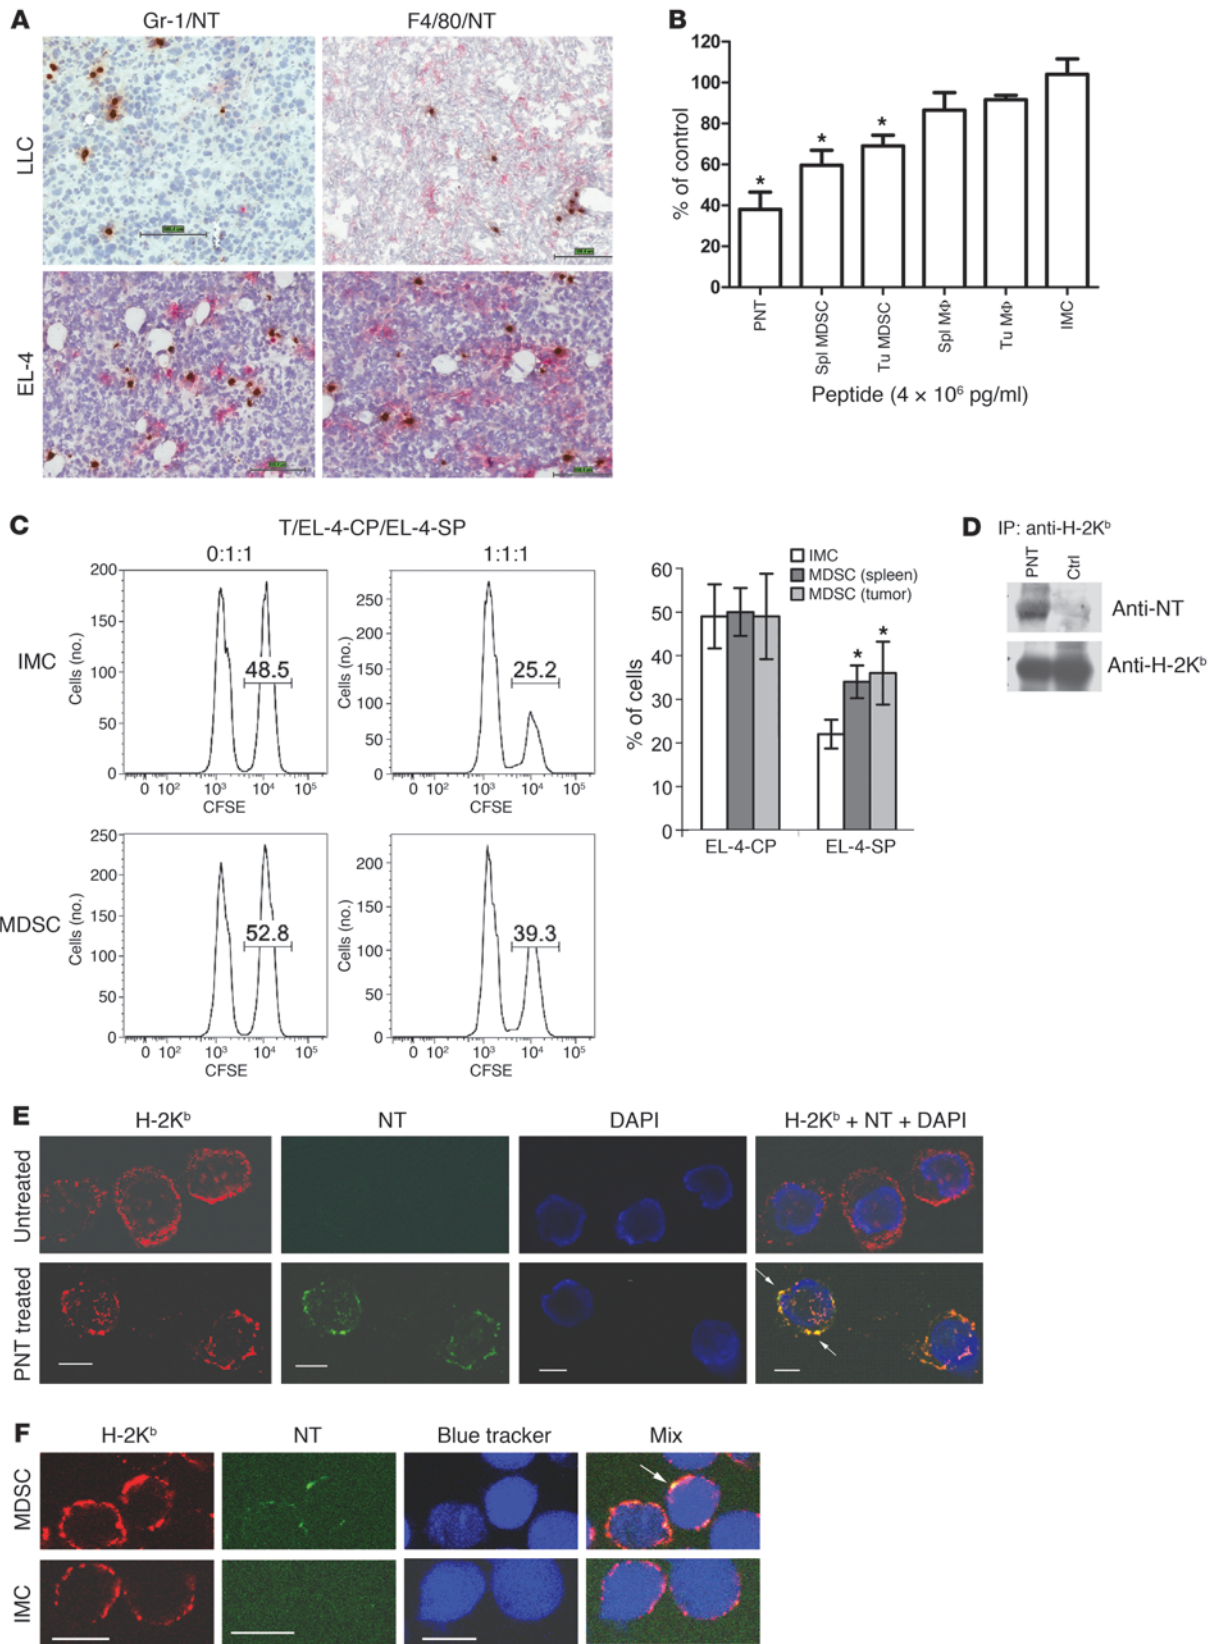 A
Gr-1/NT
F4/80/NT
LLC
EL-4
B
% of control
120
100
80
60
40
20
0
*
*
*
PNT
Spl MDSC
Tu MDSC
Spl MΦ
Tu MΦ
IMC
Peptide (4 × 10⁶ pg/ml)
C
T/EL-4-CP/EL-4-SP
0:1:1
1:1:1
IMC
Cells (no.)
200
150
100
50
0
48.5
0 10² 10³ 10⁴ 10⁵
CFSE
Cells (no.)
250
200
150
100
50
0
25.2
0 10² 10³ 10⁴ 10⁵
CFSE
MDSC
Cells (no.)
250
200
150
100
50
0
52.8
0 10² 10³ 10⁴ 10⁵
CFSE
Cells (no.)
200
150
100
50
0
39.3
0 10² 10³ 10⁴ 10⁵
CFSE
IMC
MDSC (spleen)
MDSC (tumor)
% of cells
60
50
40
30
20
10
0
* *
EL-4-CP
EL-4-SP
D
IP: anti-H-2Kᵇ
PNT
Ctrl
Anti-NT
Anti-H-2Kᵇ
E
H-2Kᵇ
NT
DAPI
H-2Kᵇ + NT + DAPI
Untreated
PNT treated
F
H-2Kᵇ
NT
Blue tracker
Mix
MDSC
IMC